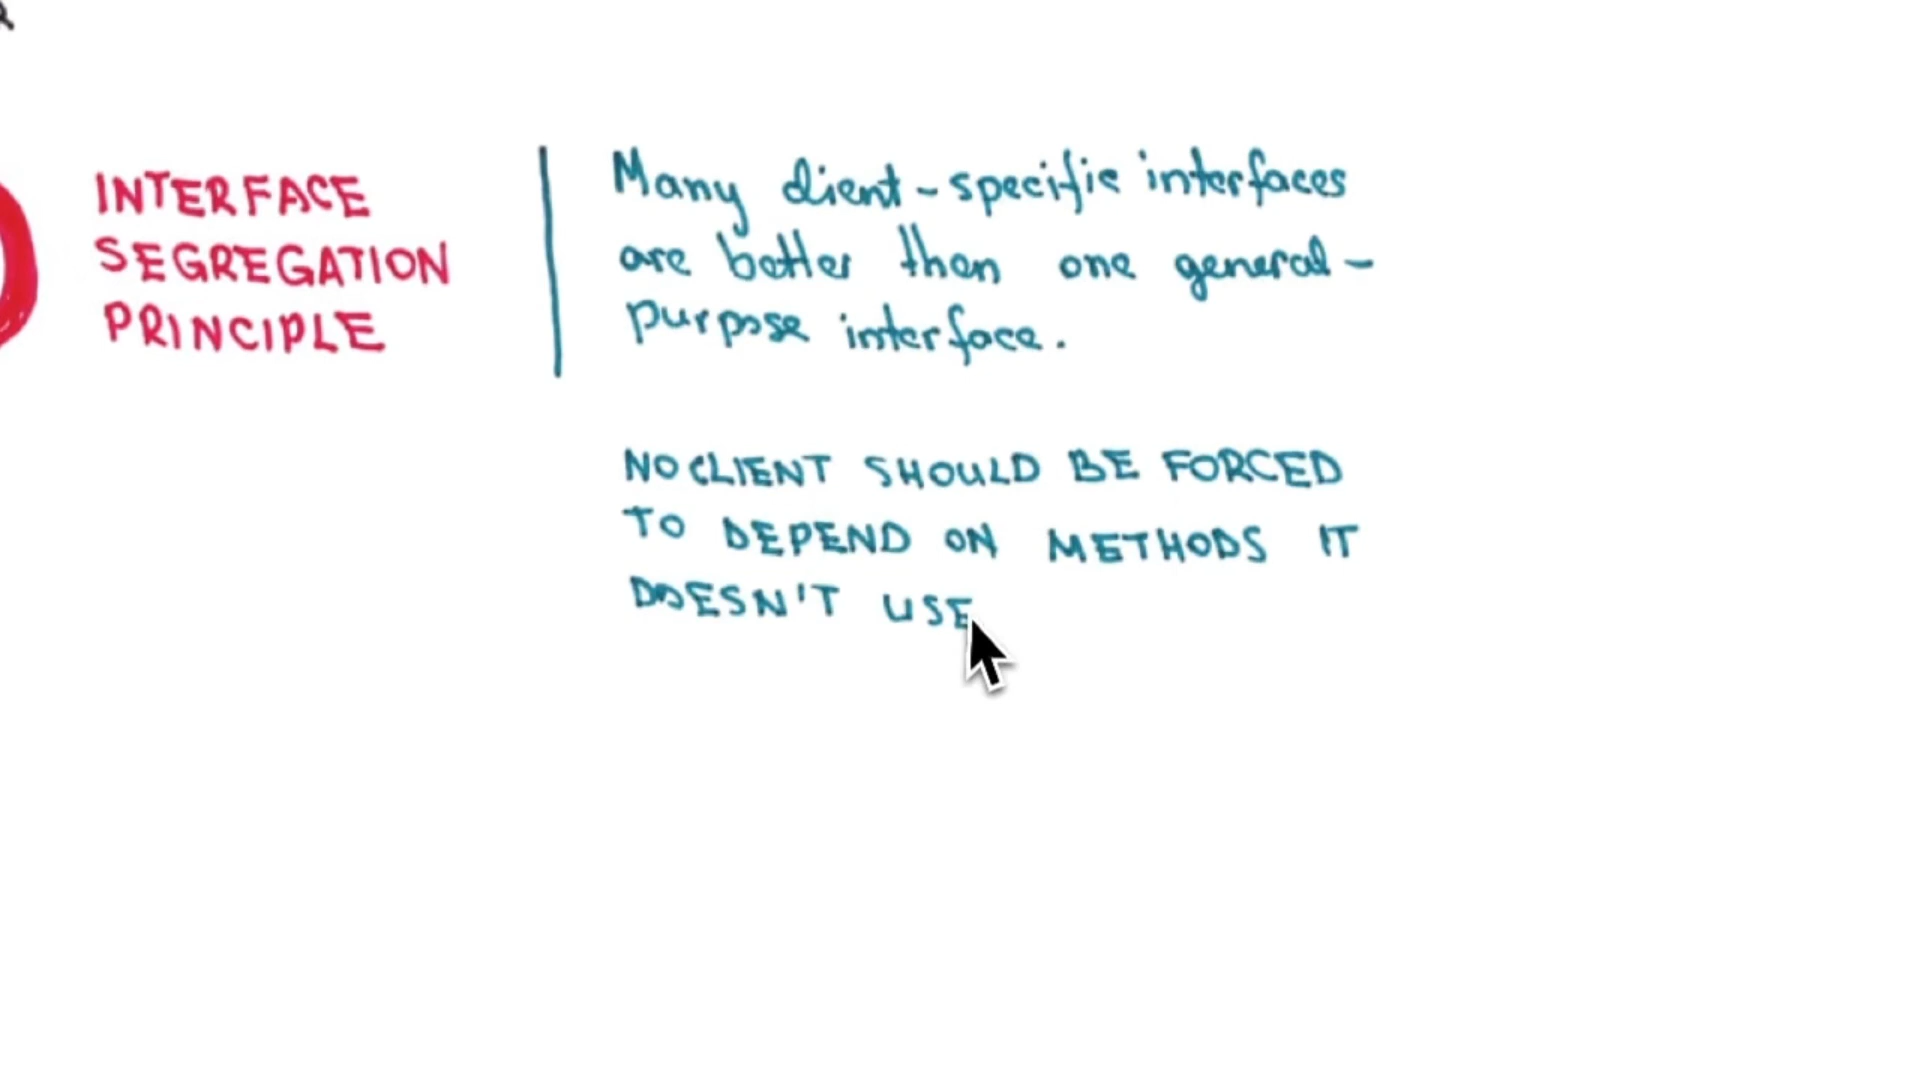 INTERFACE
SEGREGATION
PRINCIPLE
Many client-specific interfaces
are better than one general-
purpose interface.
NO CLIENT SHOULD BE FORCED
TO DEPEND ON METHODS IT
DOESN'T USE